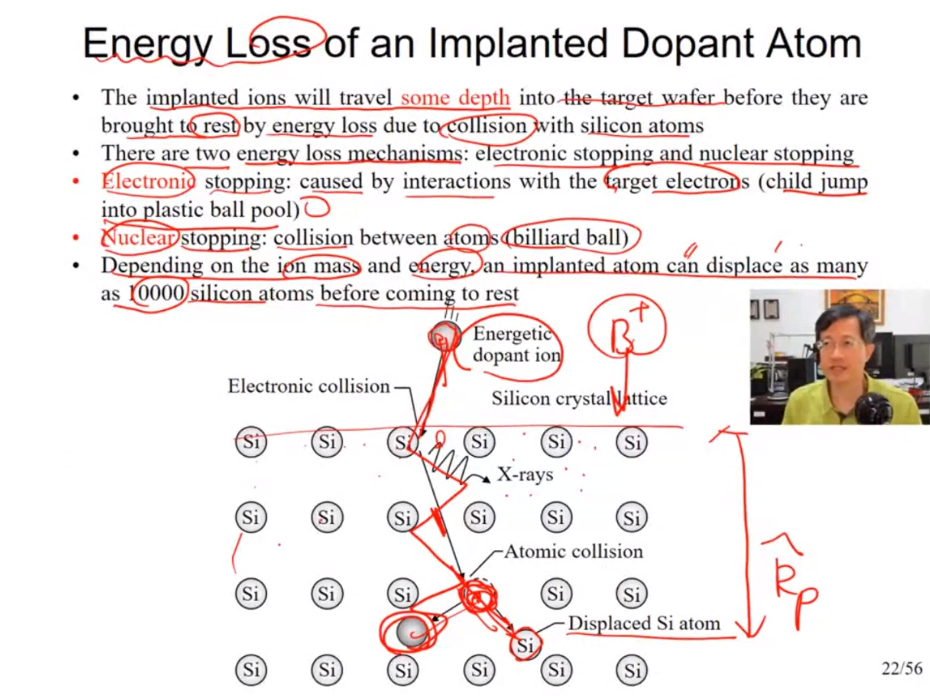 Energy Loss of an Implanted Dopant Atom
• The implanted ions will travel some depth into the target wafer before they are
brought to rest by energy loss due to collision with silicon atoms
• There are two energy loss mechanisms: electronic stopping and nuclear stopping
• Electronic stopping: caused by interactions with the target electrons (child jump
into plastic ball pool)
• Nuclear stopping: collision between atoms (billiard ball)
• Depending on the ion mass and energy, an implanted atom can displace as many
as 10000 silicon atoms before coming to rest
Energetic
dopant ion
B+
Electronic collision
Silicon crystal lattice
Si Si Si Si Si Si
X-rays
Si Si Si Si Si Si
Atomic collision
Rp
Si Si Si Si Si
Displaced Si atom
Si
Si Si Si Si Si Si
22/56